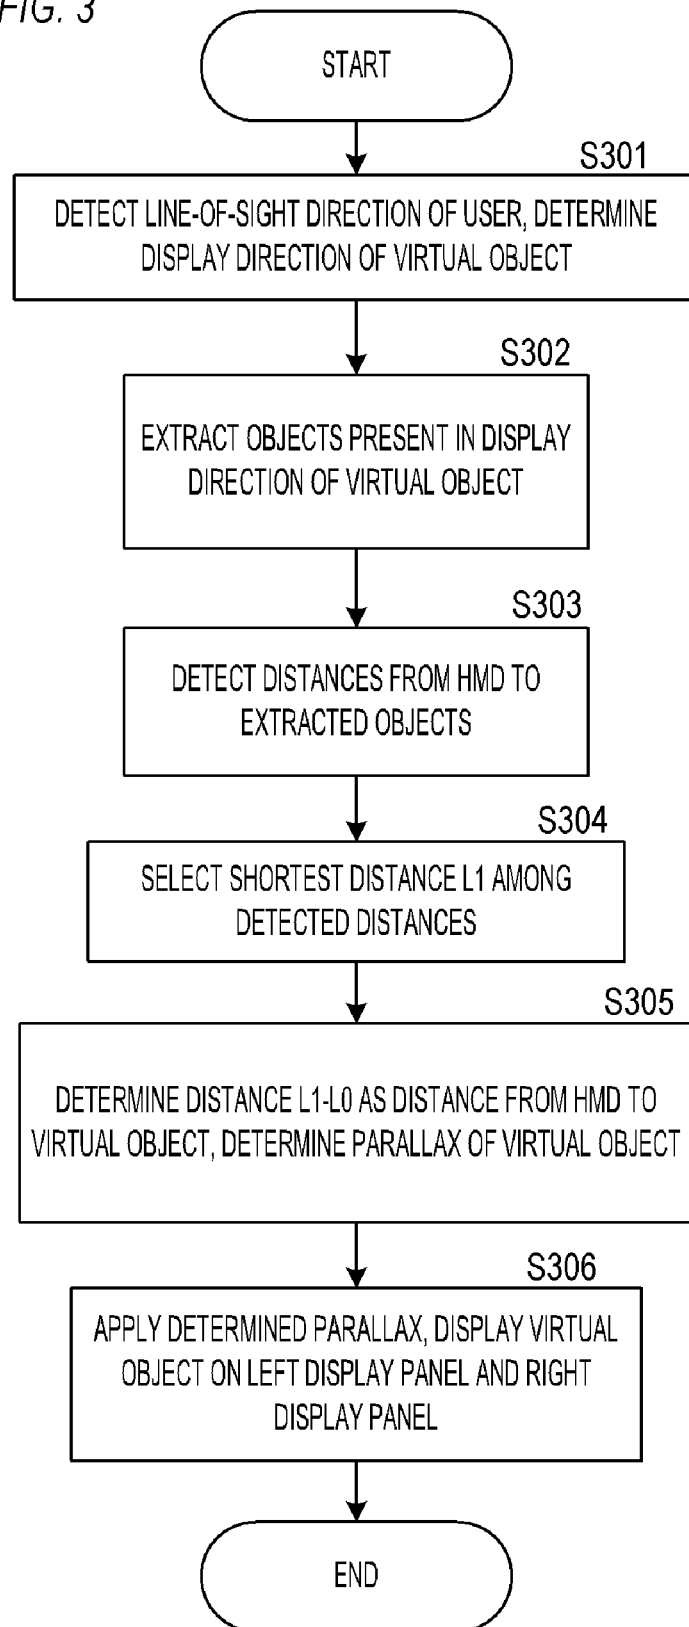 FIG. 3
START
S301
DETECT LINE-OF-SIGHT DIRECTION OF USER, DETERMINE
DISPLAY DIRECTION OF VIRTUAL OBJECT
S302
EXTRACT OBJECTS PRESENT IN DISPLAY
DIRECTION OF VIRTUAL OBJECT
S303
DETECT DISTANCES FROM HMD TO
EXTRACTED OBJECTS
S304
SELECT SHORTEST DISTANCE L1 AMONG
DETECTED DISTANCES
S305
DETERMINE DISTANCE L1-L0 AS DISTANCE FROM HMD TO
VIRTUAL OBJECT, DETERMINE PARALLAX OF VIRTUAL OBJECT
S306
APPLY DETERMINED PARALLAX, DISPLAY VIRTUAL
OBJECT ON LEFT DISPLAY PANEL AND RIGHT
DISPLAY PANEL
END